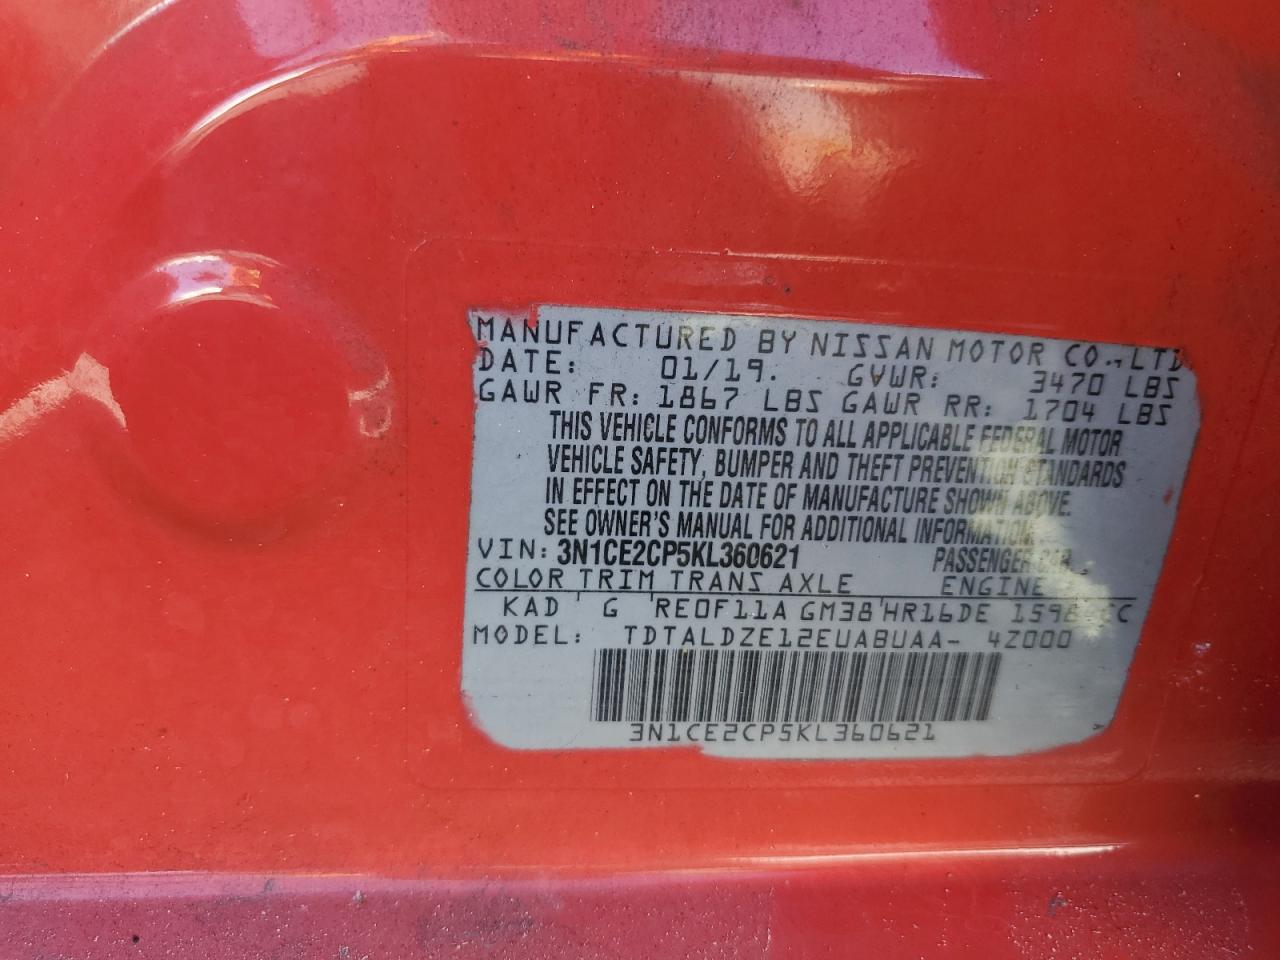 MANUFACTURED BY NISSAN MOTOR CO., LTD
DATE: 01/19. GVWR: 3470 LBS
GAWR FR: 1867 LBS GAWR RR: 1704 LBS
THIS VEHICLE CONFORMS TO ALL APPLICABLE FEDERAL MOTOR
VEHICLE SAFETY, BUMPER AND THEFT PREVENTION STANDARDS
IN EFFECT ON THE DATE OF MANUFACTURE SHOWN ABOVE.
SEE OWNER'S MANUAL FOR ADDITIONAL INFORMATION.
VIN: 3N1CE2CP5KL360621 PASSENGER CAR
COLOR TRIM TRANS AXLE ENGINE
KAD G RE0F11A GM38 HR16DE
MODEL: TDTALDZE12EUABUAA- 4Z000
3N1CE2CP5KL360621